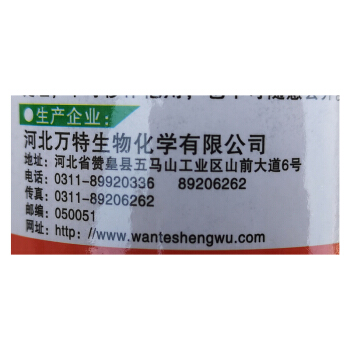 ●生产企业:
河北万特生物化学有限公司
地址: 河北省赞皇县五马山工业区山前大道6号
电话: 0311-89920336 89206262
传真: 0311-89206262
邮编: 050051
网址: http: //www.wanteshengwu.com